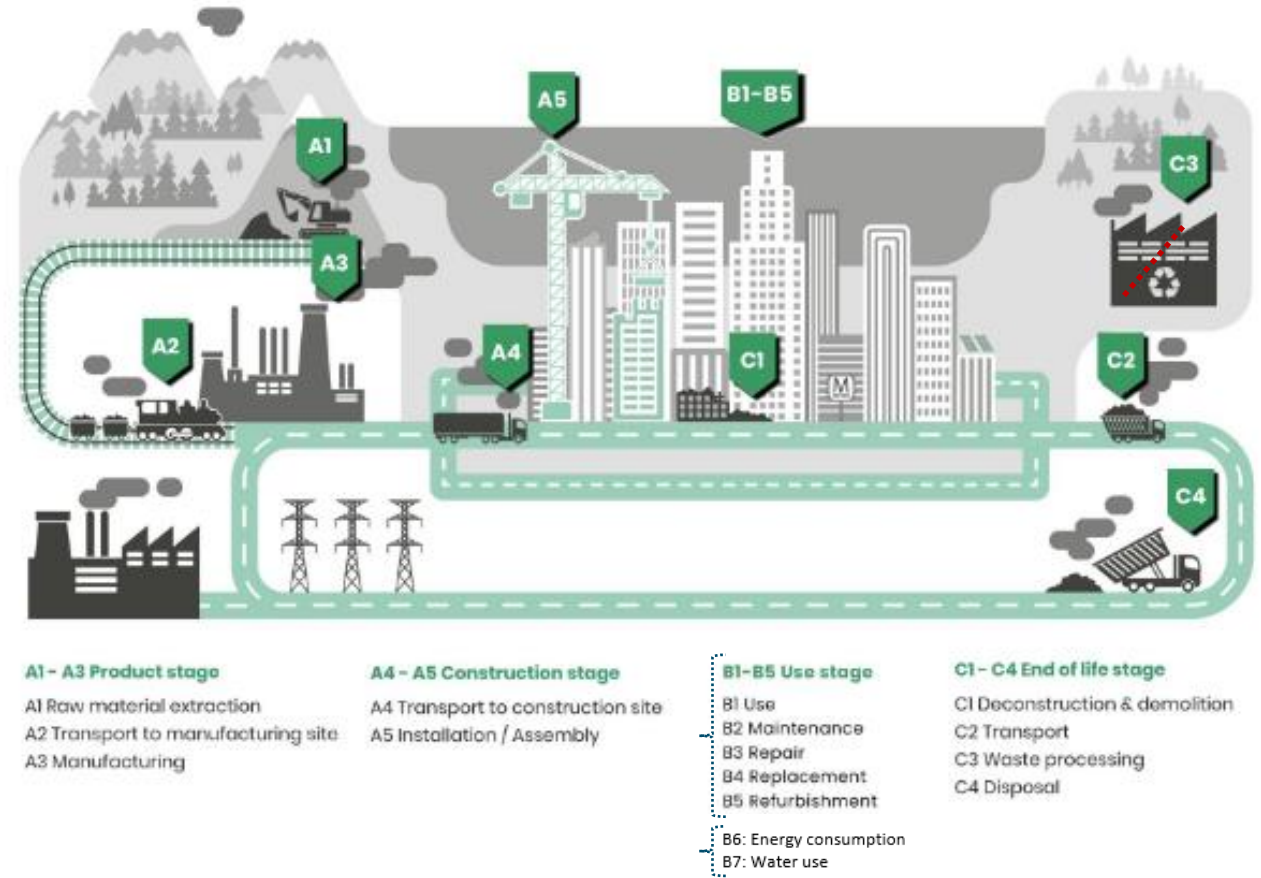 A5
B1-B5
A1
C3
A3
A2
A4
C1
C2
M
C4
A1 - A3 Product stage
A1 Raw material extraction
A2 Transport to manufacturing site
A3 Manufacturing
A4 - A5 Construction stage
A4 Transport to construction site
A5 Installation / Assembly
B1-B5 Use stage
B1 Use
B2 Maintenance
B3 Repair
B4 Replacement
B5 Refurbishment
B6: Energy consumption
B7: Water use
C1 - C4 End of life stage
C1 Deconstruction & demolition
C2 Transport
C3 Waste processing
C4 Disposal